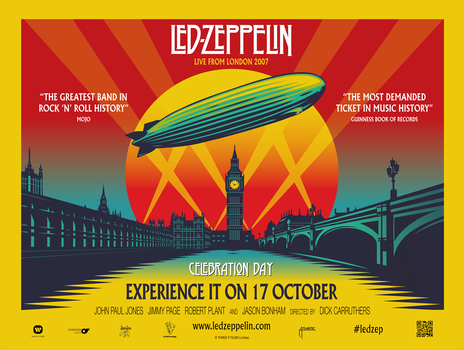 LED-ZEPPELIN
LIVE FROM LONDON 2007
"THE GREATEST BAND IN
ROCK 'N' ROLL HISTORY"
MOJO
"THE MOST DEMANDED
TICKET IN MUSIC HISTORY"
GUINNESS BOOK OF RECORDS
CELEBRATION DAY
EXPERIENCE IT ON 17 OCTOBER
JOHN PAUL JONES JIMMY PAGE ROBERT PLANT AND JASON BONHAM DIRECTED BY DICK CARRUTHERS
www.ledzeppelin.com
#ledzep